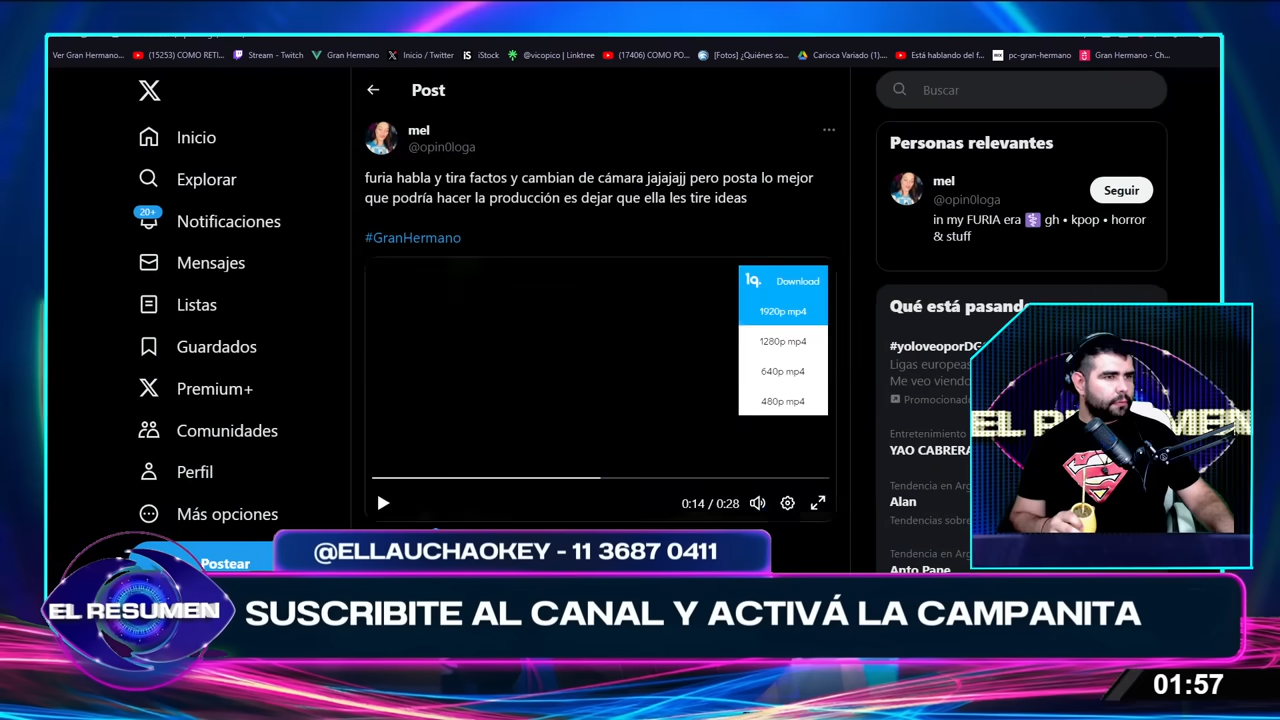 Ver Gran Hermano...
(15253) COMO RETI...
Stream - Twitch
Gran Hermano
Inicio / Twitter
iS
iStock
@vicopico | Linktree
(17406) COMO PO...
[Fotos] ¿Quiénes so...
Carioca Variado (1)....
Está hablando del f...
pc-gran-hermano
Gran Hermano - Ch...
Post
Buscar
Inicio
Explorar
20+
Notificaciones
Mensajes
Listas
Guardados
Premium+
Comunidades
Perfil
Más opciones
Postear
mel
@opin0loga
furia habla y tira factos y cambian de cámara jajajajj pero posta lo mejor
que podría hacer la producción es dejar que ella les tire ideas
#GranHermano
Download
1920p mp4
1280p mp4
640p mp4
480p mp4
0:14 / 0:28
Personas relevantes
mel
@opin0loga
Seguir
in my FURIA era gh • kpop • horror
& stuff
Qué está pasando
#yoloveoporDG
Ligas europeas
Me veo viendo
Promocionado
Entretenimiento
YAO CABRERA
Tendencia en Arg
Alan
Tendencias sobre
Tendencia en Arg
Anto Pane
EL RESUMEN
@ELLAUCHAOKEY - 11 3687 0411
EL RESUMEN
SUSCRIBITE AL CANAL Y ACTIVÁ LA CAMPANITA
01:57